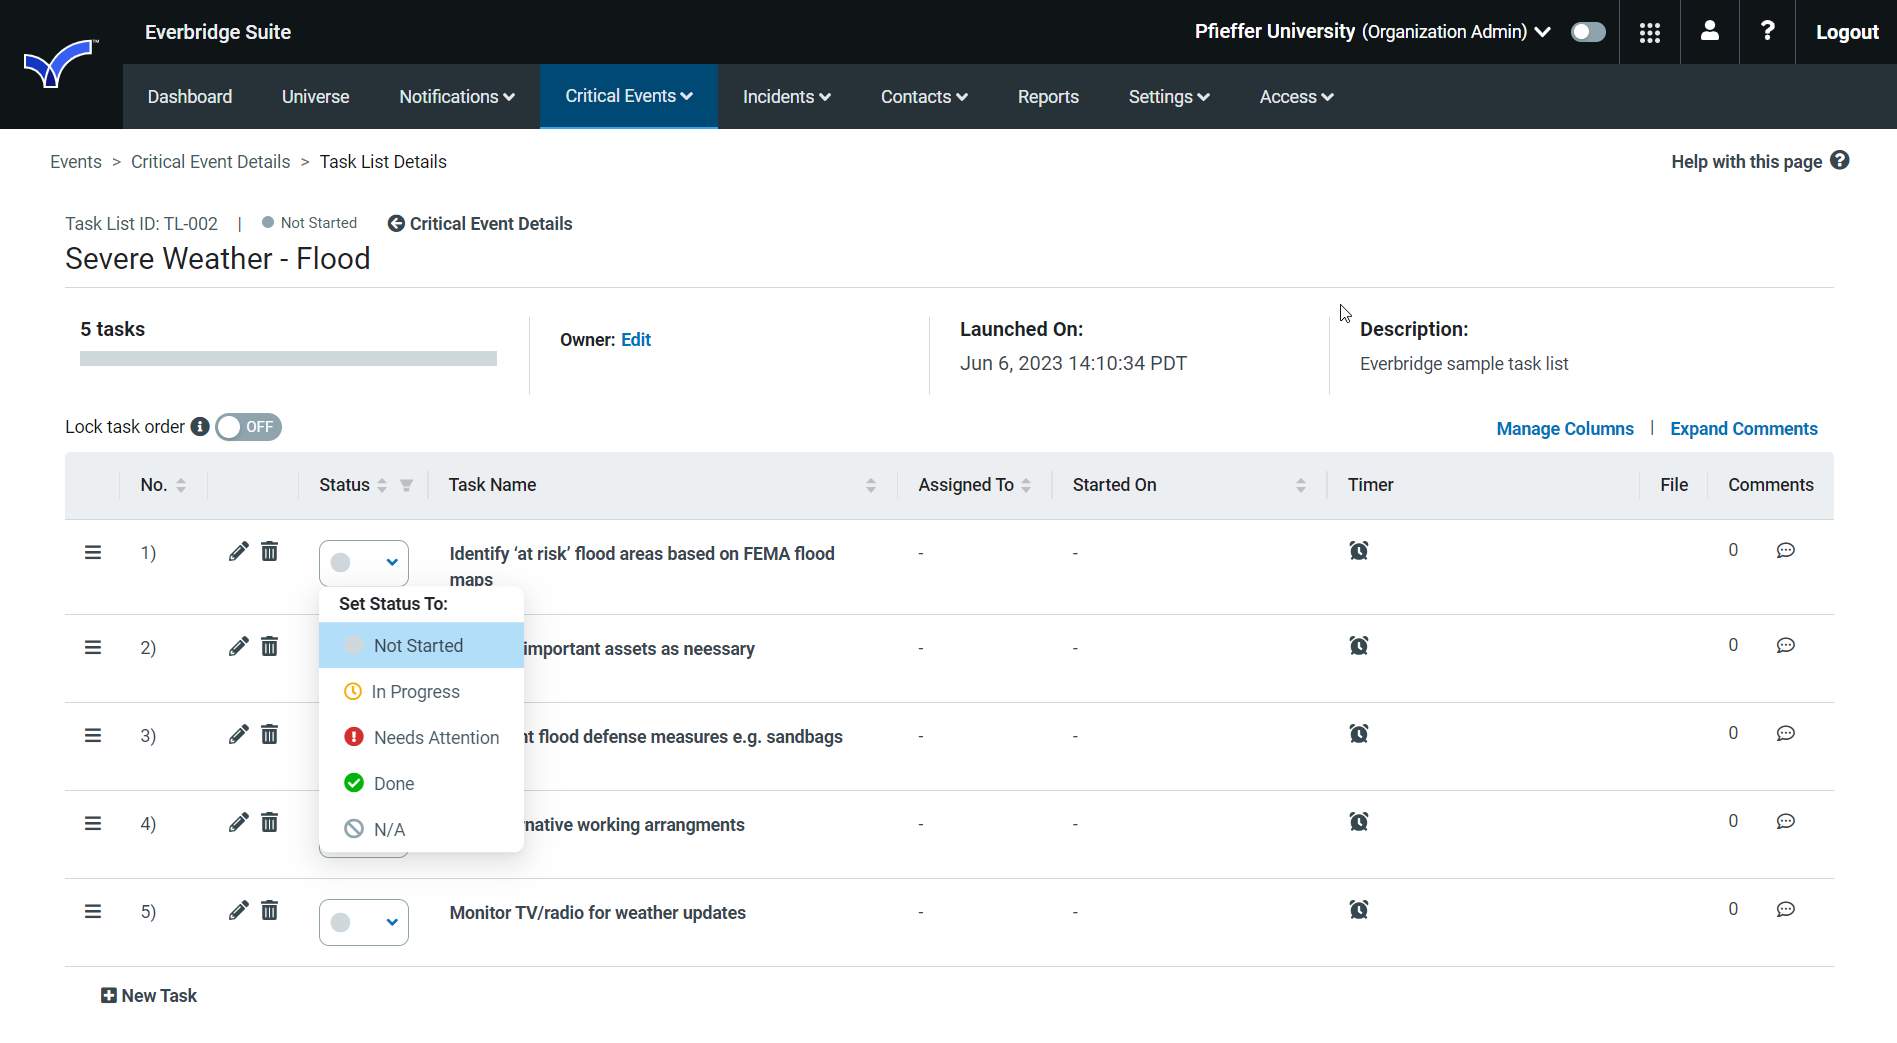 Everbridge Suite
Pfieffer University (Organization Admin)
? Logout
Dashboard Universe Notifications Critical Events Incidents Contacts Reports Settings Access
Events > Critical Event Details > Task List Details
Help with this page ?
Task List ID: TL-002 | Not Started Critical Event Details
Severe Weather - Flood
5 tasks
Owner: Edit
Launched On:
Jun 6, 2023 14:10:34 PDT
Description:
Everbridge sample task list
Lock task order i OFF
Manage Columns | Expand Comments
No. Status Task Name Assigned To Started On Timer File Comments
1) Identify ‘at risk’ flood areas based on FEMA flood - - 0
maps
Set Status To:
Not Started
In Progress
Needs Attention
Done
N/A
2) important assets as neessary - - 0
3) flood defense measures e.g. sandbags - - 0
4) working arrangments - - 0
5) Monitor TV/radio for weather updates - - 0
New Task